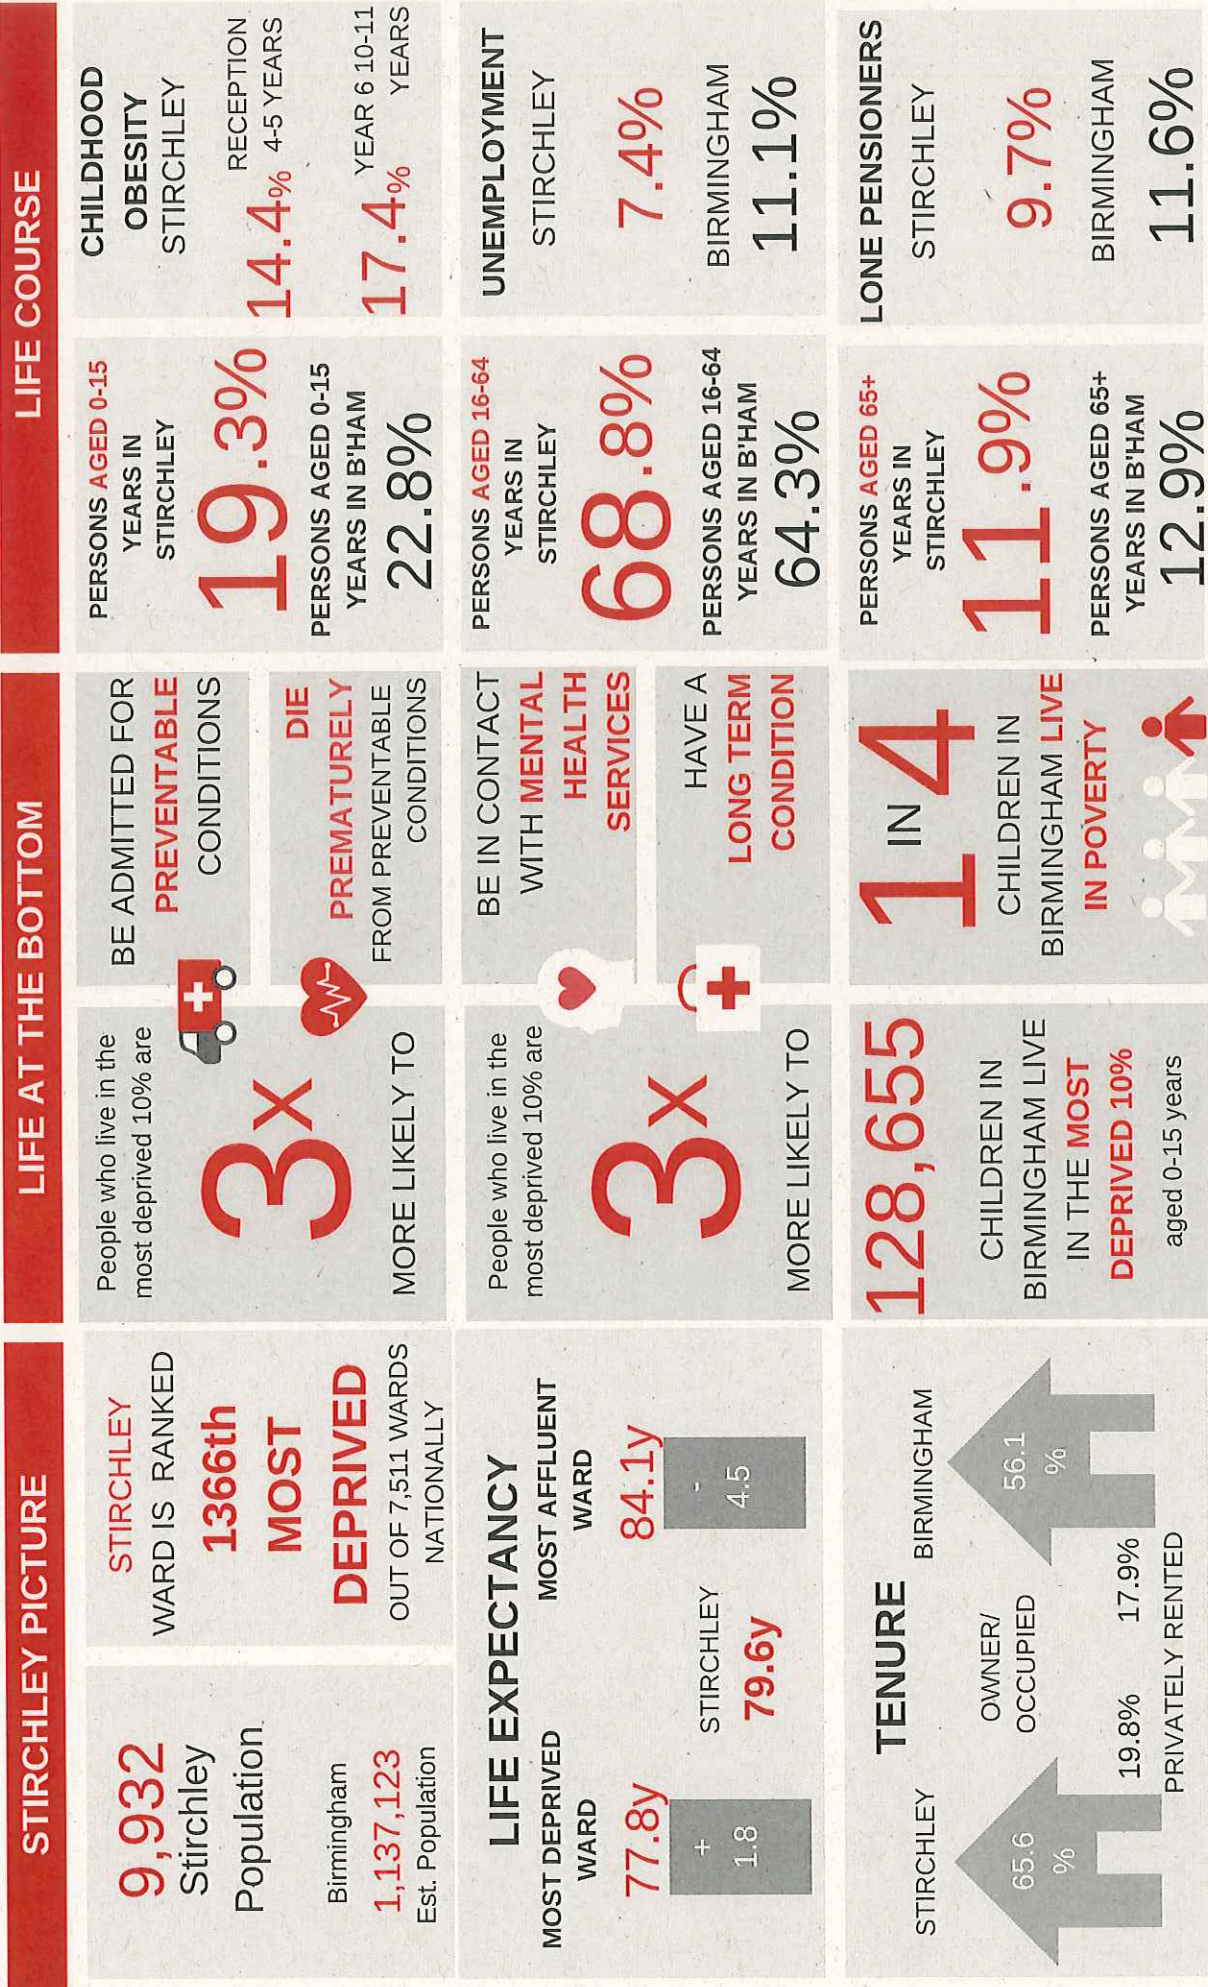 STIRCHLEY PICTURE
9,932
Stirchley
Population
Birmingham
1,137,123
Est. Population
STIRCHLEY
WARD IS RANKED
1366th
MOST
DEPRIVED
OUT OF 7,511 WARDS
NATIONALLY
LIFE EXPECTANCY
MOST DEPRIVED
WARD
77.8y
+
1.8
STIRCHLEY
79.6y
MOST AFFLUENT
WARD
84.1y
-
4.5
TENURE
STIRCHLEY
65.6
%
OWNER/
OCCUPIED
BIRMINGHAM
56.1
%
19.8% 17.9%
PRIVATELY RENTED
LIFE AT THE BOTTOM
People who live in the
most deprived 10% are
3x
MORE LIKELY TO
BE ADMITTED FOR
PREVENTABLE
CONDITIONS
DIE
PREMATURELY
FROM PREVENTABLE
CONDITIONS
People who live in the
most deprived 10% are
3x
MORE LIKELY TO
BE IN CONTACT
WITH MENTAL
HEALTH
SERVICES
HAVE A
LONG TERM
CONDITION
128,655
CHILDREN IN
BIRMINGHAM LIVE
IN THE MOST
DEPRIVED 10%
aged 0-15 years
1 IN 4
CHILDREN IN
BIRMINGHAM LIVE
IN POVERTY
LIFE COURSE
PERSONS AGED 0-15
YEARS IN
STIRCHLEY
19.3%
PERSONS AGED 0-15
YEARS IN B'HAM
22.8%
CHILDHOOD
OBESITY
STIRCHLEY
RECEPTION
14.4% 4-5 YEARS
YEAR 6 10-11
17.4% YEARS
PERSONS AGED 16-64
YEARS IN
STIRCHLEY
68.8%
PERSONS AGED 16-64
YEARS IN B'HAM
64.3%
UNEMPLOYMENT
STIRCHLEY
7.4%
BIRMINGHAM
11.1%
PERSONS AGED 65+
YEARS IN
STIRCHLEY
11.9%
PERSONS AGED 65+
YEARS IN B'HAM
12.9%
LONE PENSIONERS
STIRCHLEY
9.7%
BIRMINGHAM
11.6%